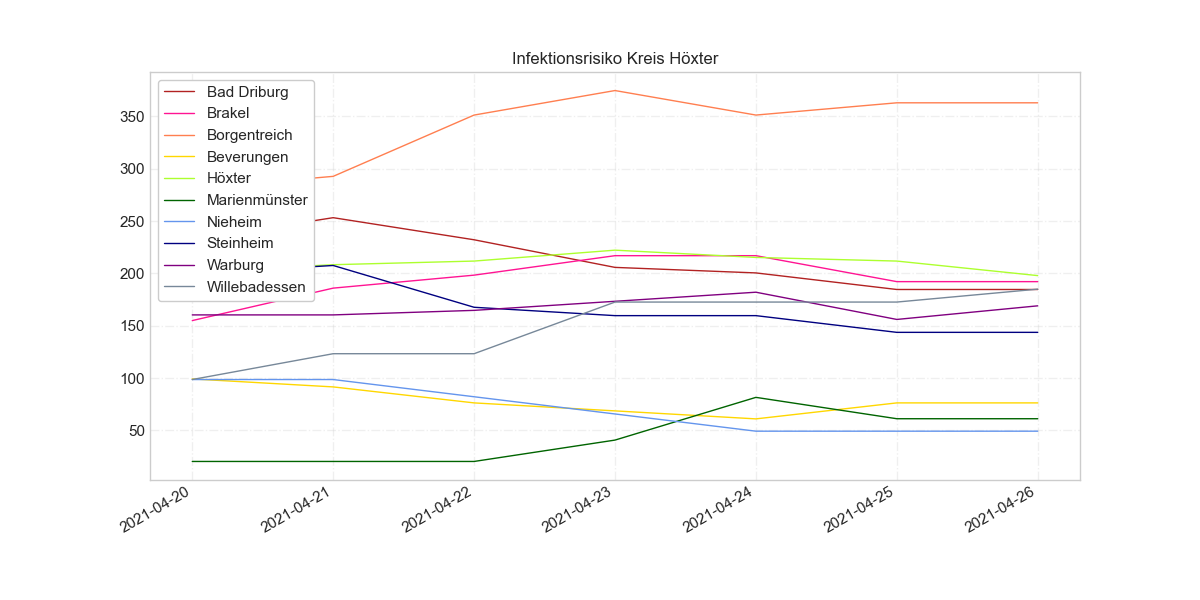 Infektionsrisiko Kreis Höxter
Bad Driburg
Brakel
Borgentreich
Beverungen
Höxter
Marienmünster
Nieheim
Steinheim
Warburg
Willebadessen
350
300
250
200
150
100
50
2021-04-20
2021-04-21
2021-04-22
2021-04-23
2021-04-24
2021-04-25
2021-04-26